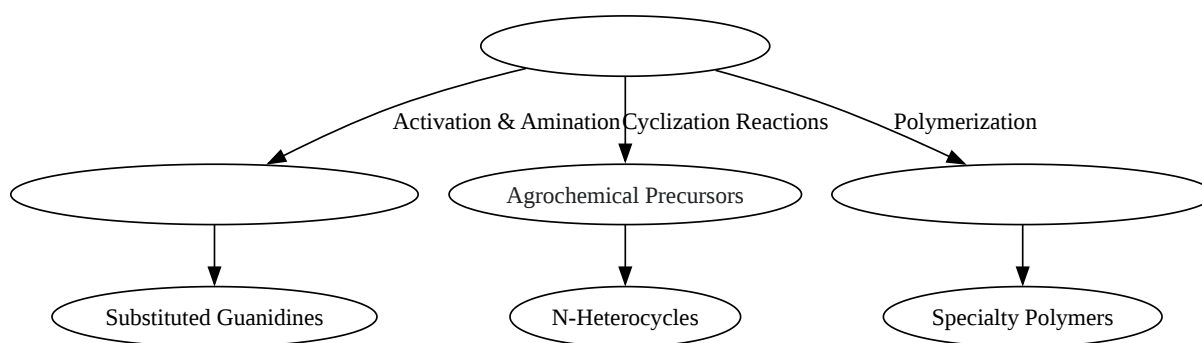 Activation & Amination
Cyclization Reactions
Polymerization
Agrochemical Precursors
Substituted Guanidines
N-Heterocycles
Specialty Polymers